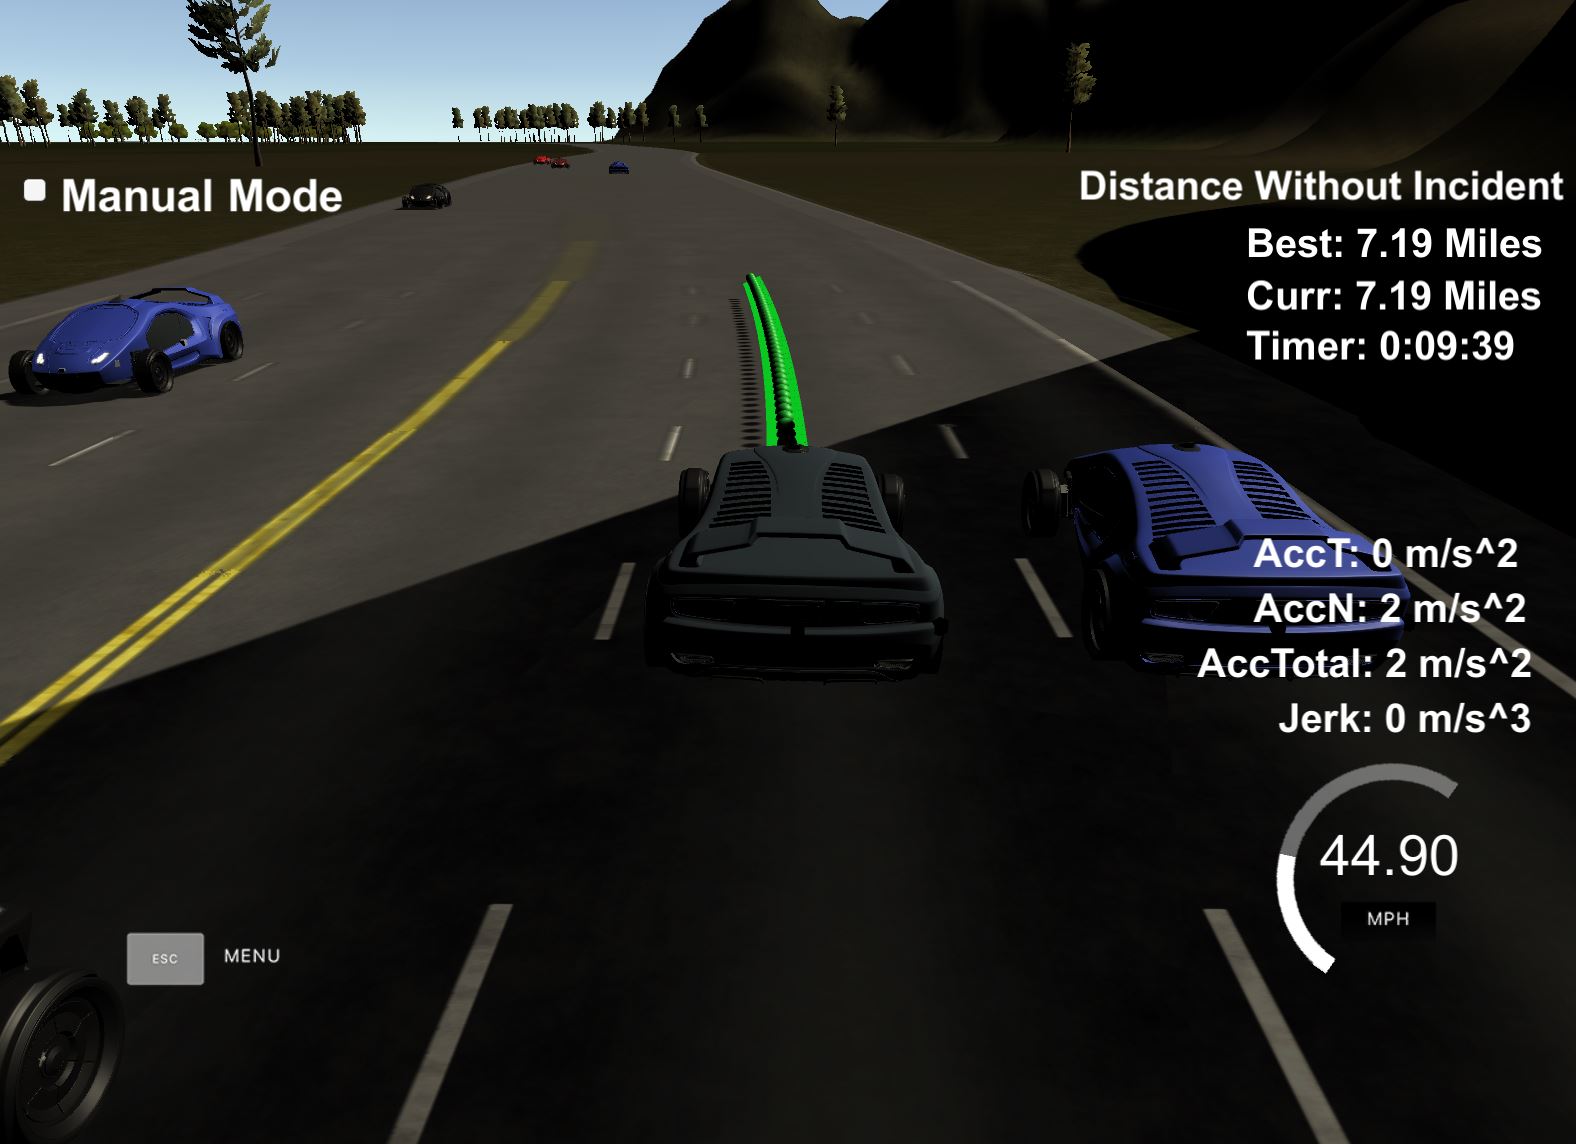 Manual Mode
Distance Without Incident
Best: 7.19 Miles
Curr: 7.19 Miles
Timer: 0:09:39
AccT: 0 m/s^2
AccN: 2 m/s^2
AccTotal: 2 m/s^2
Jerk: 0 m/s^3
44.90
MPH
ESC MENU